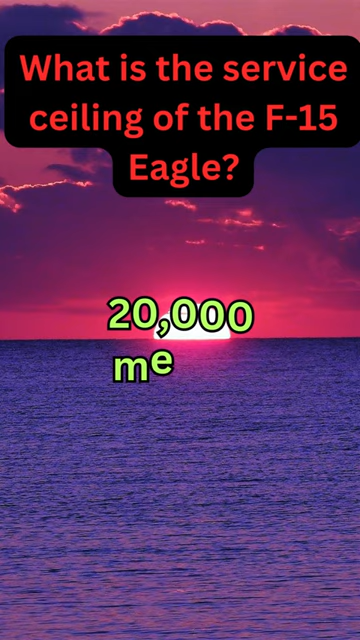 What is the service
ceiling of the F-15
Eagle?
20,000
me